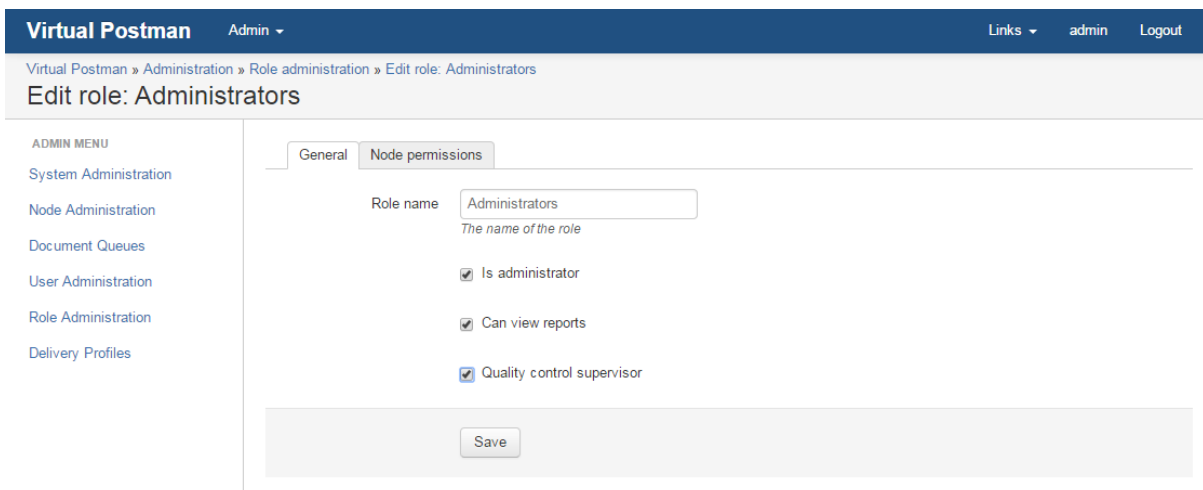 Virtual Postman Admin Links admin Logout
Virtual Postman » Administration » Role administration » Edit role: Administrators
Edit role: Administrators
ADMIN MENU
System Administration
Node Administration
Document Queues
User Administration
Role Administration
Delivery Profiles
General Node permissions
Role name Administrators
The name of the role
Is administrator
Can view reports
Quality control supervisor
Save